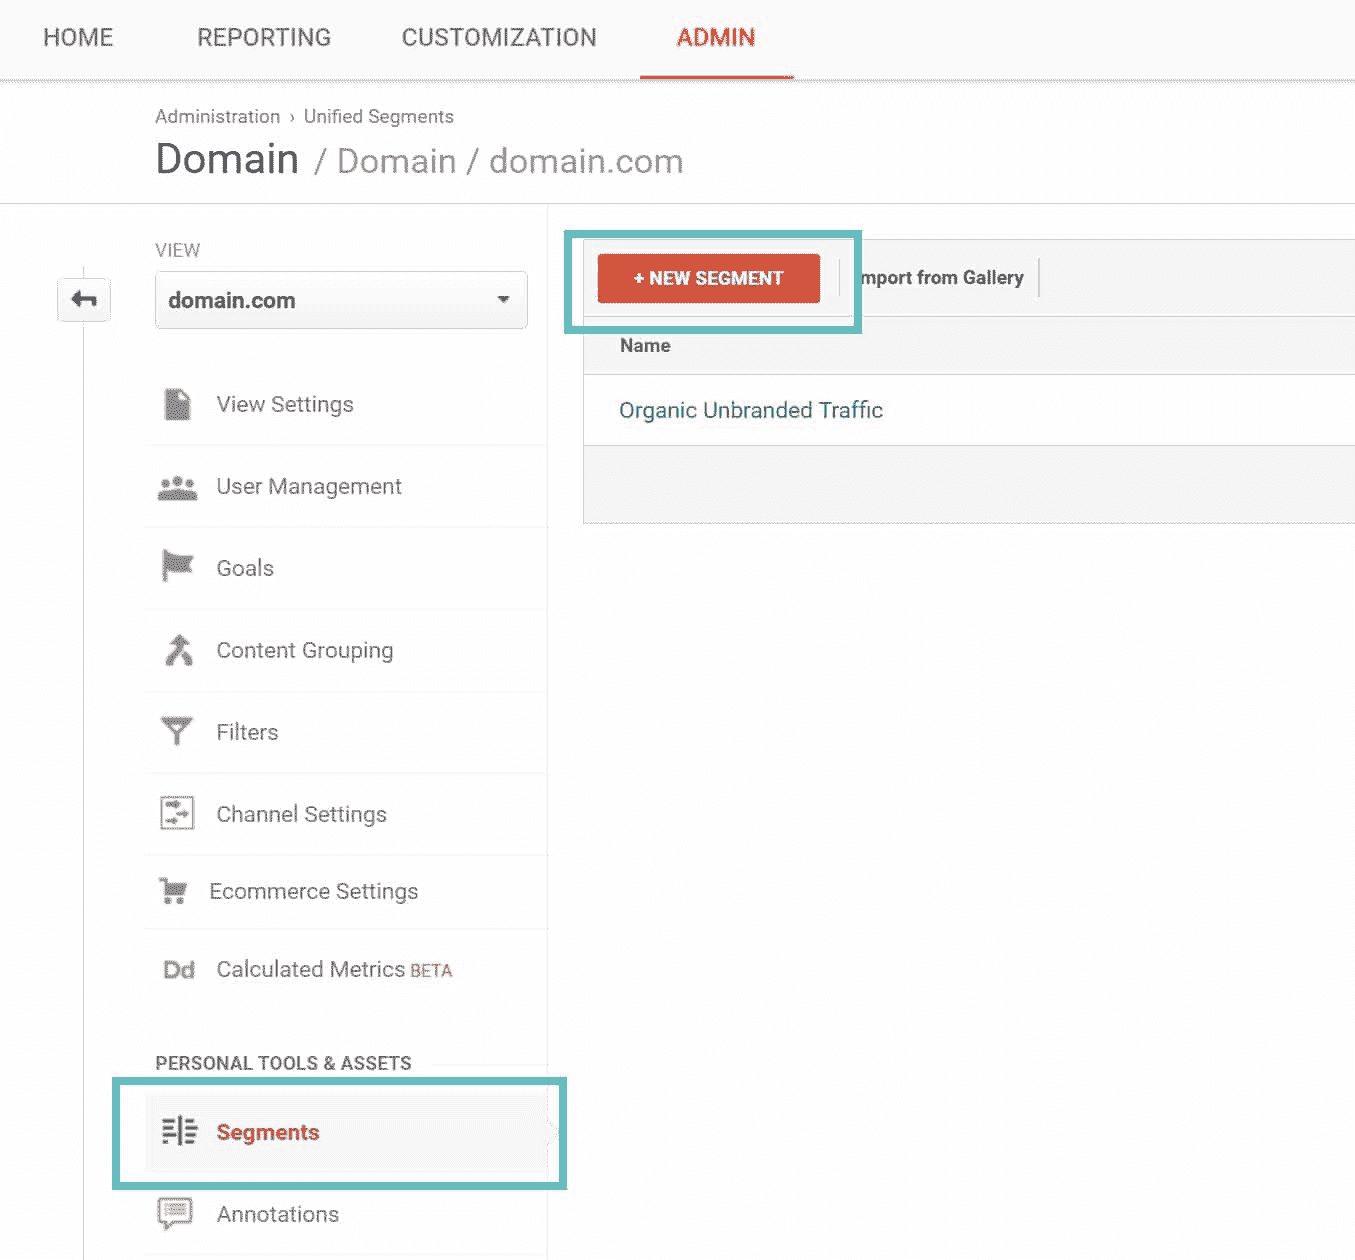 HOME REPORTING CUSTOMIZATION ADMIN
Administration › Unified Segments
Domain / Domain / domain.com
VIEW
domain.com
View Settings
User Management
Goals
Content Grouping
Filters
Channel Settings
Ecommerce Settings
Dd Calculated Metrics BETA
PERSONAL TOOLS & ASSETS
Segments
Annotations
+ NEW SEGMENT
mport from Gallery
Name
Organic Unbranded Traffic